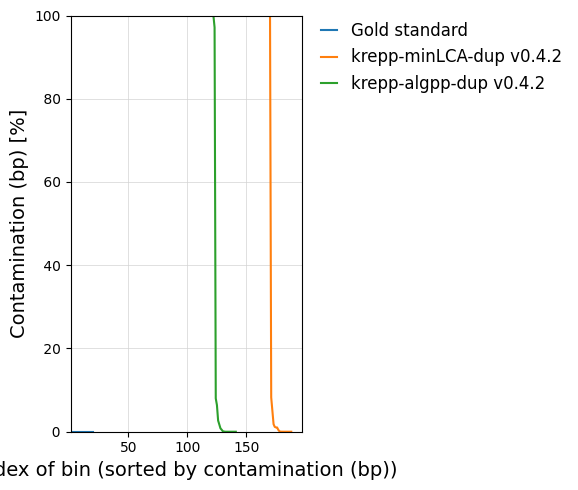 100
80
60
40
20
0
Contamination (bp) [%]
50 100 150
dex of bin (sorted by contamination (bp))
Gold standard
krepp-minLCA-dup v0.4.2
krepp-algpp-dup v0.4.2